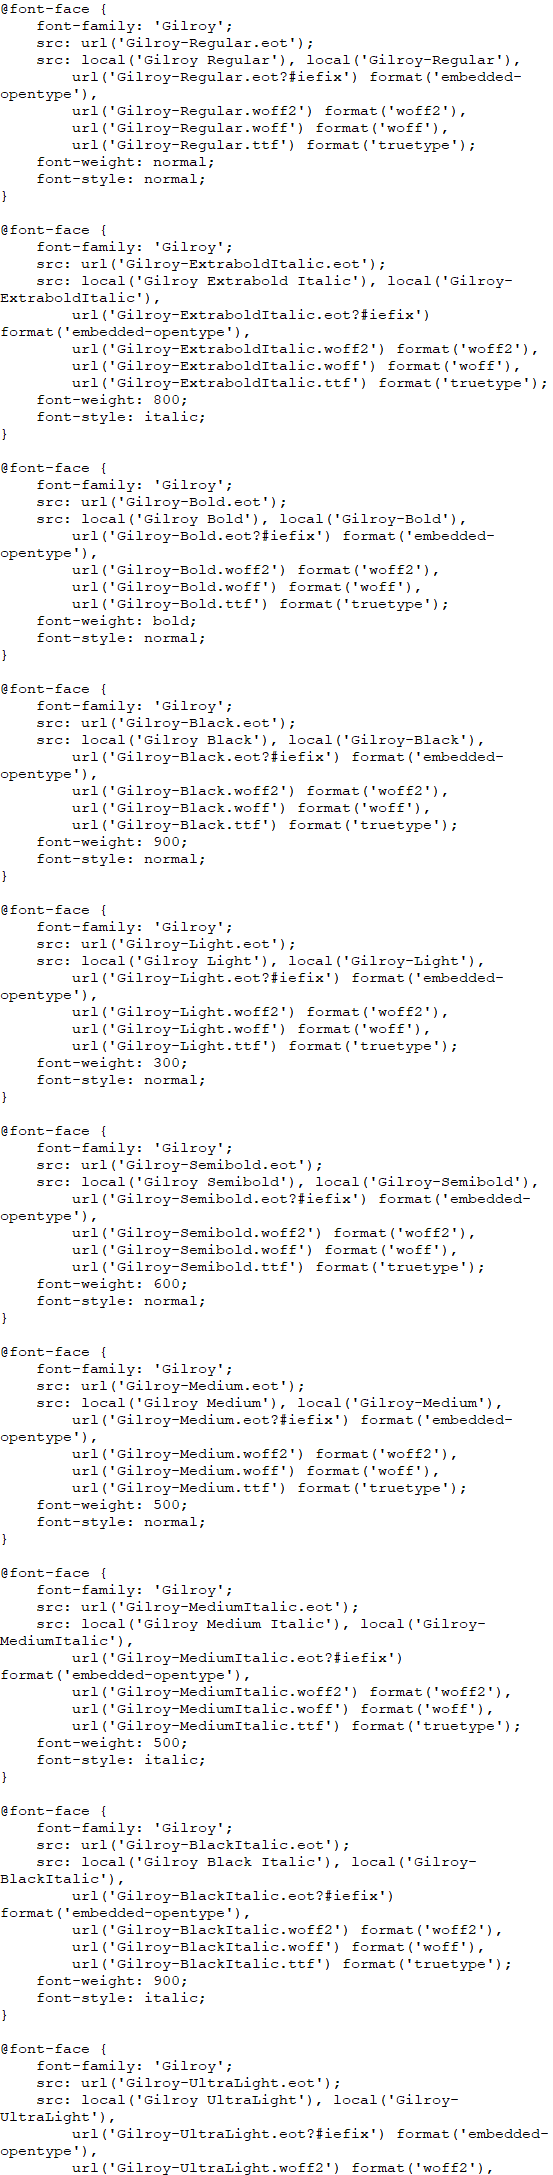 @font-face {
    font-family: 'Gilroy';
    src: url('Gilroy-Regular.eot');
    src: local('Gilroy Regular'), local('Gilroy-Regular'),
        url('Gilroy-Regular.eot?#iefix') format('embedded-
opentype'),
        url('Gilroy-Regular.woff2') format('woff2'),
        url('Gilroy-Regular.woff') format('woff'),
        url('Gilroy-Regular.ttf') format('truetype');
    font-weight: normal;
    font-style: normal;
}

@font-face {
    font-family: 'Gilroy';
    src: url('Gilroy-ExtraboldItalic.eot');
    src: local('Gilroy Extrabold Italic'), local('Gilroy-
ExtraboldItalic'),
        url('Gilroy-ExtraboldItalic.eot?#iefix')
format('embedded-opentype'),
        url('Gilroy-ExtraboldItalic.woff2') format('woff2'),
        url('Gilroy-ExtraboldItalic.woff') format('woff'),
        url('Gilroy-ExtraboldItalic.ttf') format('truetype');
    font-weight: 800;
    font-style: italic;
}

@font-face {
    font-family: 'Gilroy';
    src: url('Gilroy-Bold.eot');
    src: local('Gilroy Bold'), local('Gilroy-Bold'),
        url('Gilroy-Bold.eot?#iefix') format('embedded-
opentype'),
        url('Gilroy-Bold.woff2') format('woff2'),
        url('Gilroy-Bold.woff') format('woff'),
        url('Gilroy-Bold.ttf') format('truetype');
    font-weight: bold;
    font-style: normal;
}

@font-face {
    font-family: 'Gilroy';
    src: url('Gilroy-Black.eot');
    src: local('Gilroy Black'), local('Gilroy-Black'),
        url('Gilroy-Black.eot?#iefix') format('embedded-
opentype'),
        url('Gilroy-Black.woff2') format('woff2'),
        url('Gilroy-Black.woff') format('woff'),
        url('Gilroy-Black.ttf') format('truetype');
    font-weight: 900;
    font-style: normal;
}

@font-face {
    font-family: 'Gilroy';
    src: url('Gilroy-Light.eot');
    src: local('Gilroy Light'), local('Gilroy-Light'),
        url('Gilroy-Light.eot?#iefix') format('embedded-
opentype'),
        url('Gilroy-Light.woff2') format('woff2'),
        url('Gilroy-Light.woff') format('woff'),
        url('Gilroy-Light.ttf') format('truetype');
    font-weight: 300;
    font-style: normal;
}

@font-face {
    font-family: 'Gilroy';
    src: url('Gilroy-Semibold.eot');
    src: local('Gilroy Semibold'), local('Gilroy-Semibold'),
        url('Gilroy-Semibold.eot?#iefix') format('embedded-
opentype'),
        url('Gilroy-Semibold.woff2') format('woff2'),
        url('Gilroy-Semibold.woff') format('woff'),
        url('Gilroy-Semibold.ttf') format('truetype');
    font-weight: 600;
    font-style: normal;
}

@font-face {
    font-family: 'Gilroy';
    src: url('Gilroy-Medium.eot');
    src: local('Gilroy Medium'), local('Gilroy-Medium'),
        url('Gilroy-Medium.eot?#iefix') format('embedded-
opentype'),
        url('Gilroy-Medium.woff2') format('woff2'),
        url('Gilroy-Medium.woff') format('woff'),
        url('Gilroy-Medium.ttf') format('truetype');
    font-weight: 500;
    font-style: normal;
}

@font-face {
    font-family: 'Gilroy';
    src: url('Gilroy-MediumItalic.eot');
    src: local('Gilroy Medium Italic'), local('Gilroy-
MediumItalic'),
        url('Gilroy-MediumItalic.eot?#iefix')
format('embedded-opentype'),
        url('Gilroy-MediumItalic.woff2') format('woff2'),
        url('Gilroy-MediumItalic.woff') format('woff'),
        url('Gilroy-MediumItalic.ttf') format('truetype');
    font-weight: 500;
    font-style: italic;
}

@font-face {
    font-family: 'Gilroy';
    src: url('Gilroy-BlackItalic.eot');
    src: local('Gilroy Black Italic'), local('Gilroy-
BlackItalic'),
        url('Gilroy-BlackItalic.eot?#iefix')
format('embedded-opentype'),
        url('Gilroy-BlackItalic.woff2') format('woff2'),
        url('Gilroy-BlackItalic.woff') format('woff'),
        url('Gilroy-BlackItalic.ttf') format('truetype');
    font-weight: 900;
    font-style: italic;
}

@font-face {
    font-family: 'Gilroy';
    src: url('Gilroy-UltraLight.eot');
    src: local('Gilroy UltraLight'), local('Gilroy-
UltraLight'),
        url('Gilroy-UltraLight.eot?#iefix') format('embedded-
opentype'),
        url('Gilroy-UltraLight.woff2') format('woff2'),